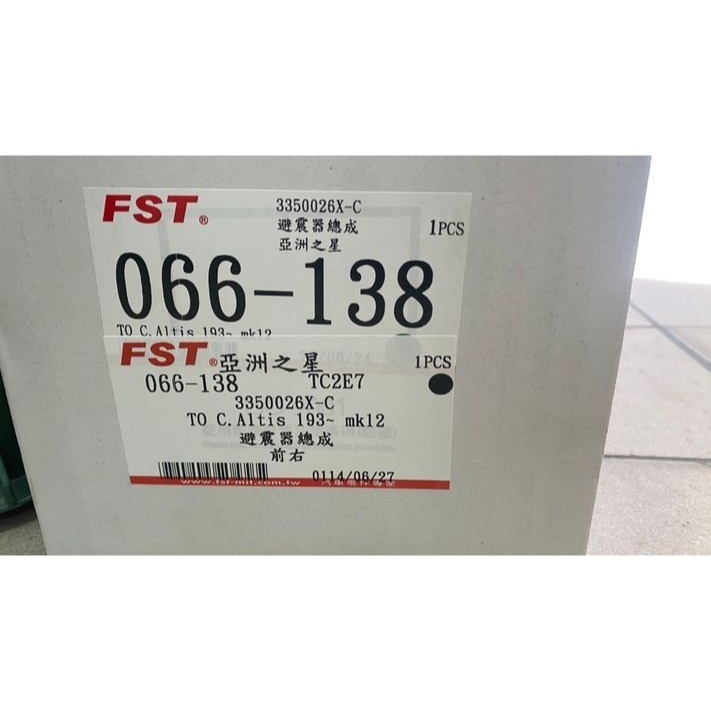 FST®
3350026X-C
避震器總成
亞洲之星
1PCS
066-138
TO C.Altis 193~ mk12
FST®亞洲之星
1PCS
066-138 TC2E7
3350026X-C
TO C.Altis 193~ mk12
避震器總成
前右
0114/06/27
www.fst-mit.com.tw